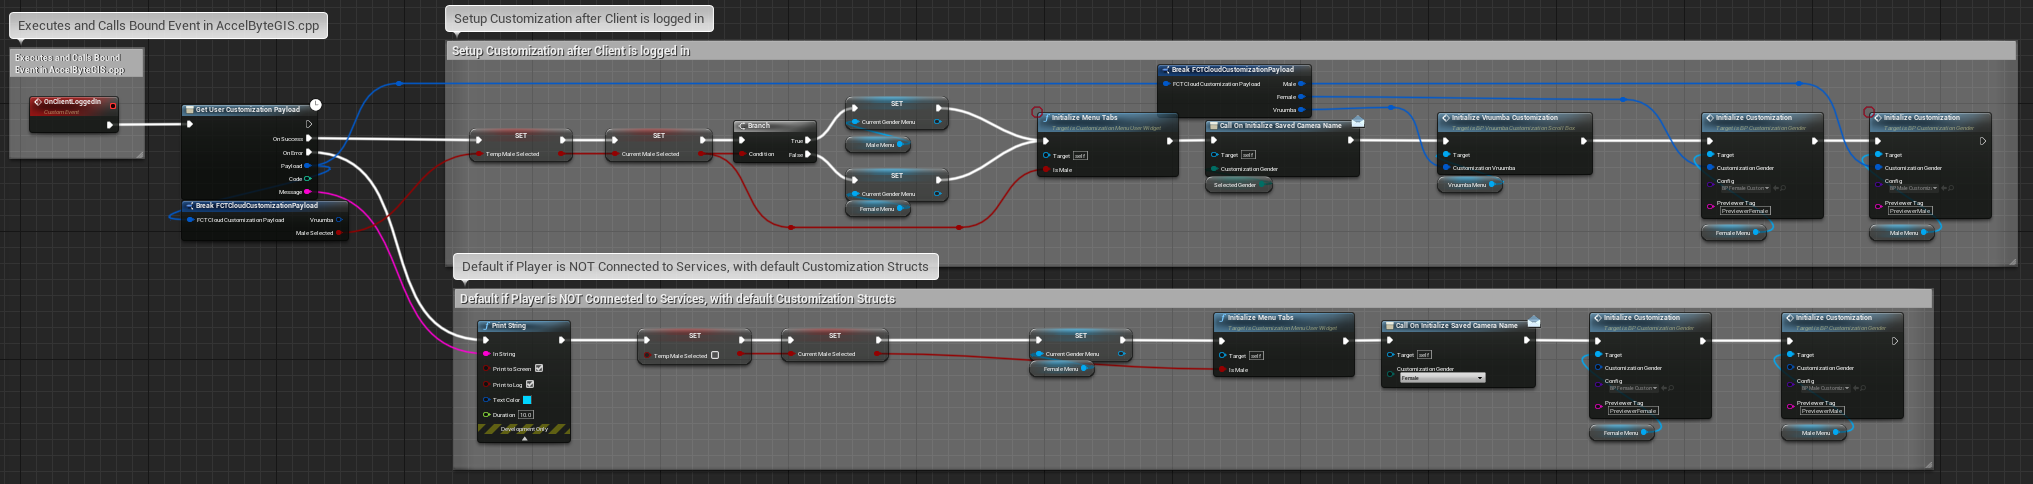 Executes and Calls Bound Event in AccelByteGIS.cpp
Executes and Calls Bound
Event in AccelByteGIS.cpp
OnClientLoggedIn
Custom Event
Get User Customization Payload
On Success
On Error
Payload
Code
Message
Break FCTCloudCustomizationPayload
FCTCloud Customization Payload
Vruumba
Male Selected
Setup Customization after Client is logged in
Setup Customization after Client is logged in
SET
Temp Male Selected
SET
Current Male Selected
Branch
Condition
True
False
SET
Current Gender Menu
Male Menu
SET
Current Gender Menu
Female Menu
Initialize Menu Tabs
Target is Customization Menu User Widget
Target
self
Is Male
Break FCTCloudCustomizationPayload
FCTCloud Customization Payload
Male
Female
Vruumba
Call On Initialize Saved Camera Name
Target
self
Customization Gender
Selected Gender
Initialize Vruumba Customization
Target is BP Vruumba Customization Scroll Box
Target
Customization Vruumba
Vruumba Menu
Initialize Customization
Target is BP Customization Gender
Target
Customization Gender
Config
BP Female Custom
Previewer Tag
PreviewerFemale
Female Menu
Initialize Customization
Target is BP Customization Gender
Target
Customization Gender
Config
BP Male Customiz
Previewer Tag
PreviewerMale
Male Menu
Default if Player is NOT Connected to Services, with default Customization Structs
Default if Player is NOT Connected to Services, with default Customization Structs
Print String
In String
Print to Screen
Print to Log
Text Color
Duration
10.0
Development Only
SET
Temp Male Selected
SET
Current Male Selected
SET
Current Gender Menu
Female Menu
Initialize Menu Tabs
Target is Customization Menu User Widget
Target
self
Is Male
Call On Initialize Saved Camera Name
Target
self
Customization Gender
Female
Initialize Customization
Target is BP Customization Gender
Target
Customization Gender
Config
BP Female Custom
Previewer Tag
PreviewerFemale
Female Menu
Initialize Customization
Target is BP Customization Gender
Target
Customization Gender
Config
BP Male Customiz
Previewer Tag
PreviewerMale
Male Menu